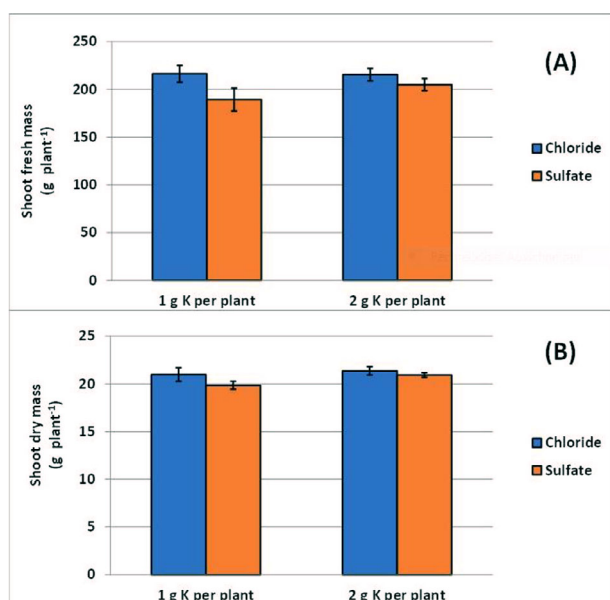 (A)
Shoot fresh mass
(g plant⁻¹)
250
200
150
100
50
0
Chloride
Sulfate
1 g K per plant
2 g K per plant
(B)
Shoot dry mass
(g plant⁻¹)
25
20
15
10
5
0
Chloride
Sulfate
1 g K per plant
2 g K per plant